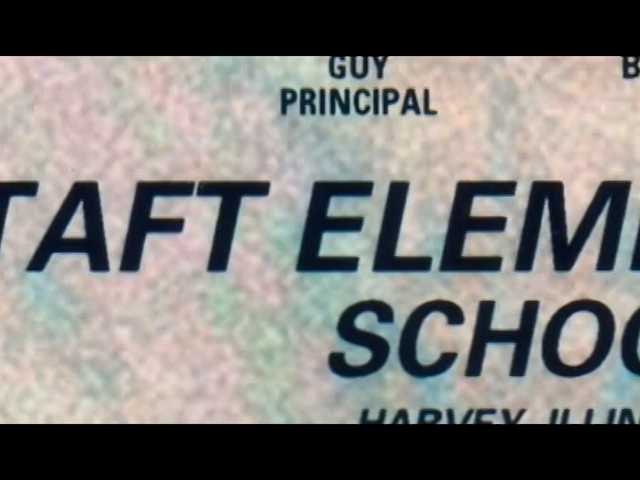 GUY B
PRINCIPAL
TAFT ELEM
SCHOO
HARVEY, ILLIN